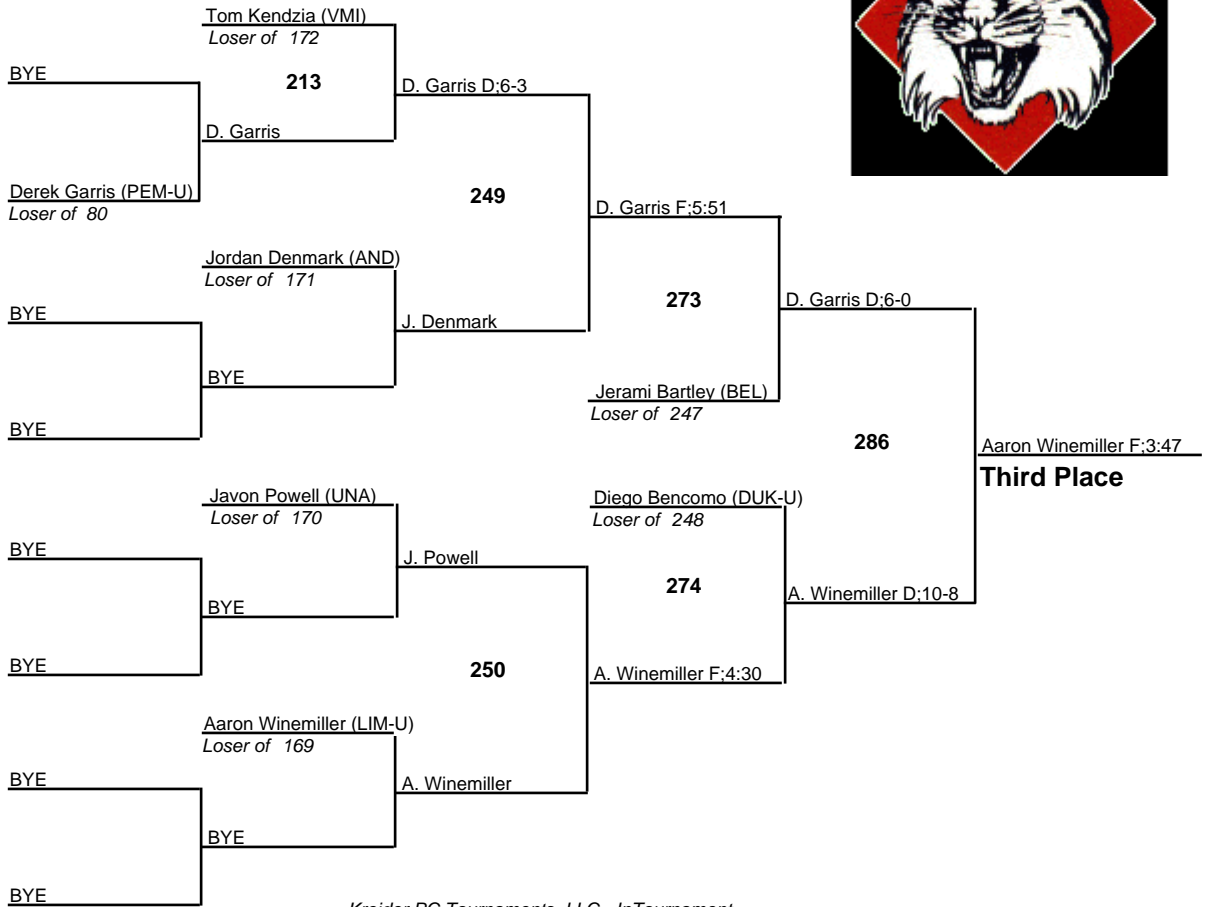 Tom Kendzia (VMI)
Loser of 172
BYE
213
D. Garris D;6-3
D. Garris
Derek Garris (PEM-U)
Loser of 80
249
D. Garris F;5:51
Jordan Denmark (AND)
Loser of 171
273
D. Garris D;6-0
BYE
J. Denmark
BYE
Jerami Bartley (BEL)
Loser of 247
BYE
286
Aaron Winemiller F;3:47
Third Place
Javon Powell (UNA)
Loser of 170
Diego Bencomo (DUK-U)
Loser of 248
BYE
J. Powell
274
A. Winemiller D;10-8
BYE
BYE
250
A. Winemiller F;4:30
Aaron Winemiller (LIM-U)
Loser of 169
BYE
A. Winemiller
BYE
BYE